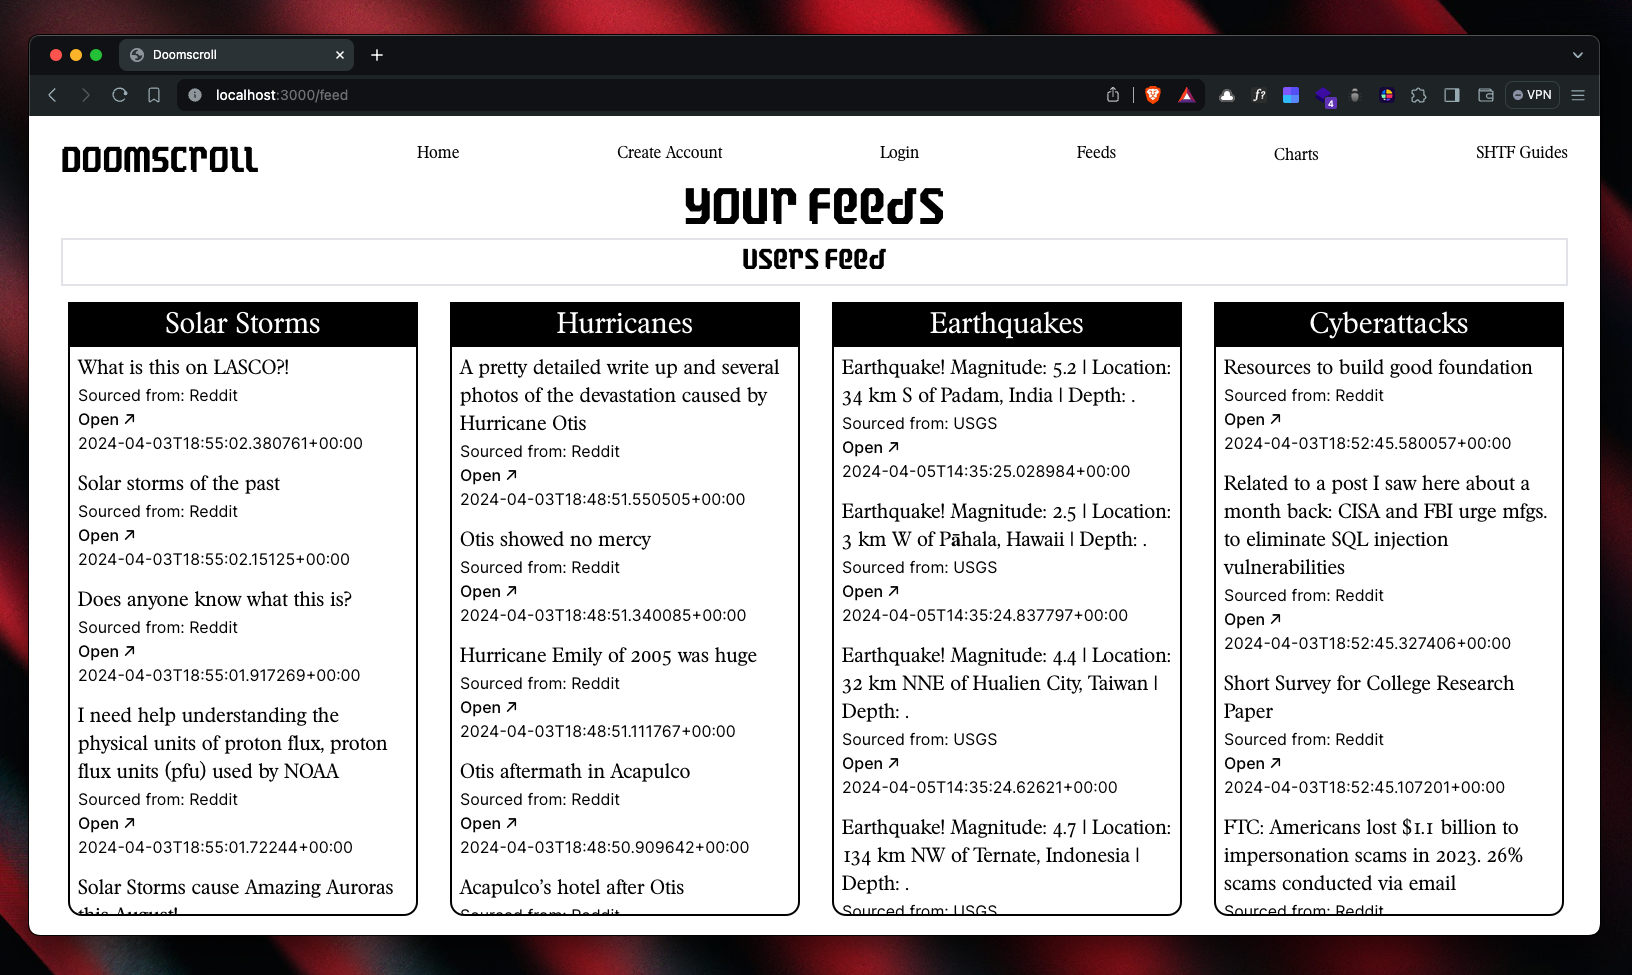 Doomscroll
localhost:3000/feed
f?
4
VPN
DOOMSCROLL
Home
Create Account
Login
Feeds
Charts
SHTF Guides
Your Feeds
Users Feed
Solar Storms
What is this on LASCO?!
Sourced from: Reddit
Open ↗
2024-04-03T18:55:02.380761+00:00
Solar storms of the past
Sourced from: Reddit
Open ↗
2024-04-03T18:55:02.15125+00:00
Does anyone know what this is?
Sourced from: Reddit
Open ↗
2024-04-03T18:55:01.917269+00:00
I need help understanding the
physical units of proton flux, proton
flux units (pfu) used by NOAA
Sourced from: Reddit
Open ↗
2024-04-03T18:55:01.72244+00:00
Solar Storms cause Amazing Auroras
this August!
Hurricanes
A pretty detailed write up and several
photos of the devastation caused by
Hurricane Otis
Sourced from: Reddit
Open ↗
2024-04-03T18:48:51.550505+00:00
Otis showed no mercy
Sourced from: Reddit
Open ↗
2024-04-03T18:48:51.340085+00:00
Hurricane Emily of 2005 was huge
Sourced from: Reddit
Open ↗
2024-04-03T18:48:51.111767+00:00
Otis aftermath in Acapulco
Sourced from: Reddit
Open ↗
2024-04-03T18:48:50.909642+00:00
Acapulco's hotel after Otis
Sourced from: Reddit
Earthquakes
Earthquake! Magnitude: 5.2 | Location:
34 km S of Padam, India | Depth: .
Sourced from: USGS
Open ↗
2024-04-05T14:35:25.028984+00:00
Earthquake! Magnitude: 2.5 | Location:
3 km W of Pāhala, Hawaii | Depth: .
Sourced from: USGS
Open ↗
2024-04-05T14:35:24.837797+00:00
Earthquake! Magnitude: 4.4 | Location:
32 km NNE of Hualien City, Taiwan |
Depth: .
Sourced from: USGS
Open ↗
2024-04-05T14:35:24.62621+00:00
Earthquake! Magnitude: 4.7 | Location:
134 km NW of Ternate, Indonesia |
Depth: .
Sourced from: USGS
Cyberattacks
Resources to build good foundation
Sourced from: Reddit
Open ↗
2024-04-03T18:52:45.580057+00:00
Related to a post I saw here about a
month back: CISA and FBI urge mfgs.
to eliminate SQL injection
vulnerabilities
Sourced from: Reddit
Open ↗
2024-04-03T18:52:45.327406+00:00
Short Survey for College Research
Paper
Sourced from: Reddit
Open ↗
2024-04-03T18:52:45.107201+00:00
FTC: Americans lost $1.1 billion to
impersonation scams in 2023. 26%
scams conducted via email
Sourced from: Reddit